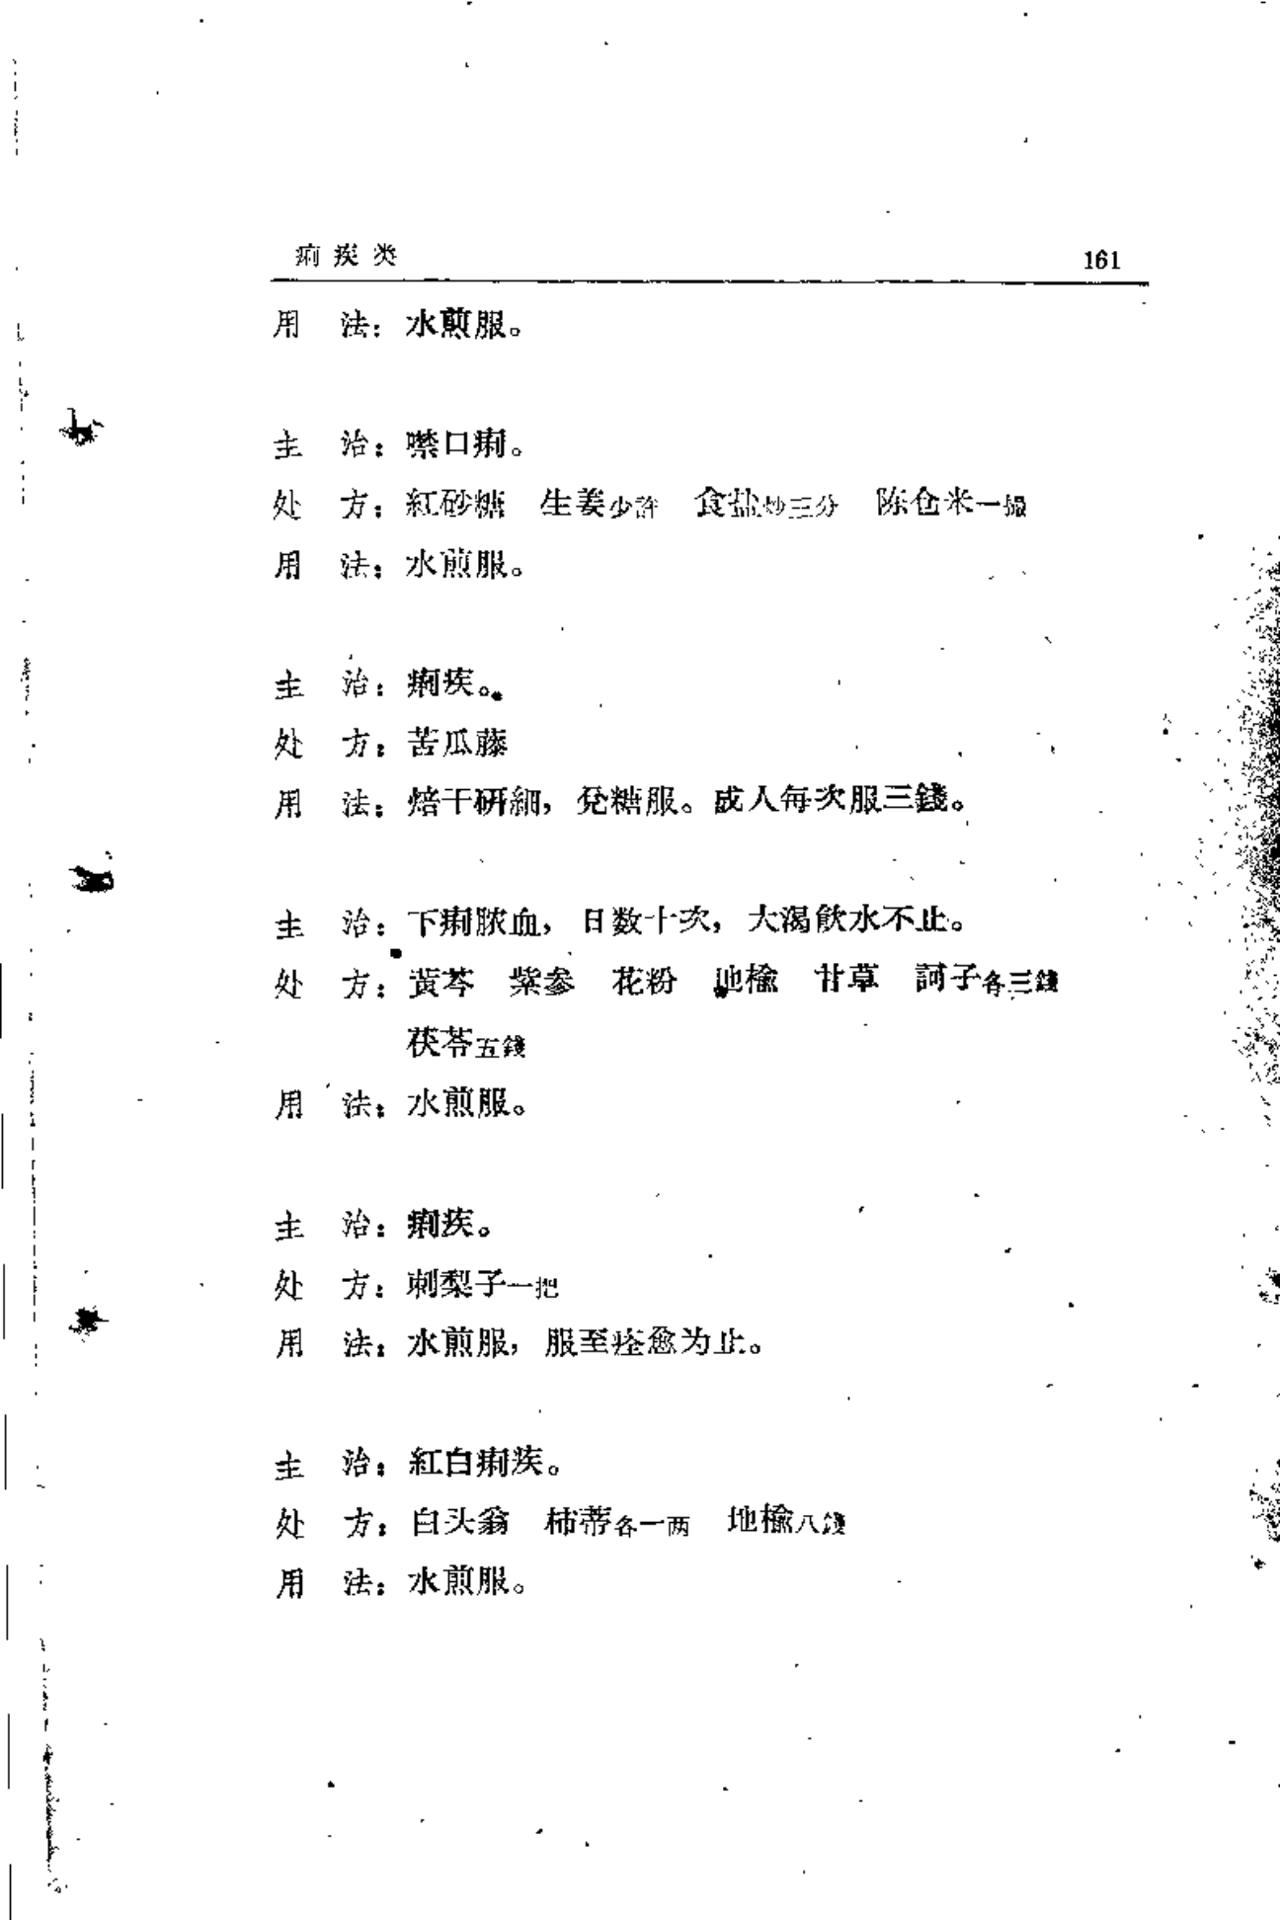 痢疾类 161
用 法：水煎服。
主 治：噤口痢。
处 方：紅砂糖 生姜少許 食盐炒三分 陈仓米一撮
用 法：水煎服。
主 治：痢疾。
处 方：苦瓜藤
用 法：焙干研細，兌糖服。成人每次服三錢。
主 治：下痢脓血，日数十次，大渴飲水不止。
处 方：黃芩 紫参 花粉 地楡 甘草 訶子各三錢
茯苓五錢
用 法：水煎服。
主 治：痢疾。
处 方：刺梨子一把
用 法：水煎服，服至痊愈为止。
主 治：紅白痢疾。
处 方：白头翁 柿蒂各一两 地楡八錢
用 法：水煎服。